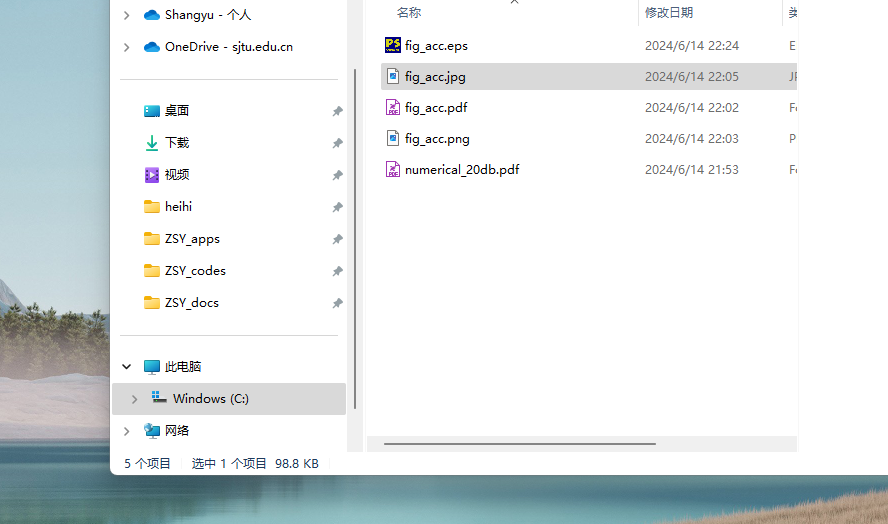 Shangyu - 个人
OneDrive - sjtu.edu.cn
桌面
下载
视频
heihi
ZSY_apps
ZSY_codes
ZSY_docs
此电脑
Windows (C:)
网络
名称 修改日期 类
fig_acc.eps 2024/6/14 22:24 E
fig_acc.jpg 2024/6/14 22:05 JP
fig_acc.pdf 2024/6/14 22:02 Fo
fig_acc.png 2024/6/14 22:03 P
numerical_20db.pdf 2024/6/14 21:53 Fo
5 个项目 选中 1 个项目 98.8 KB